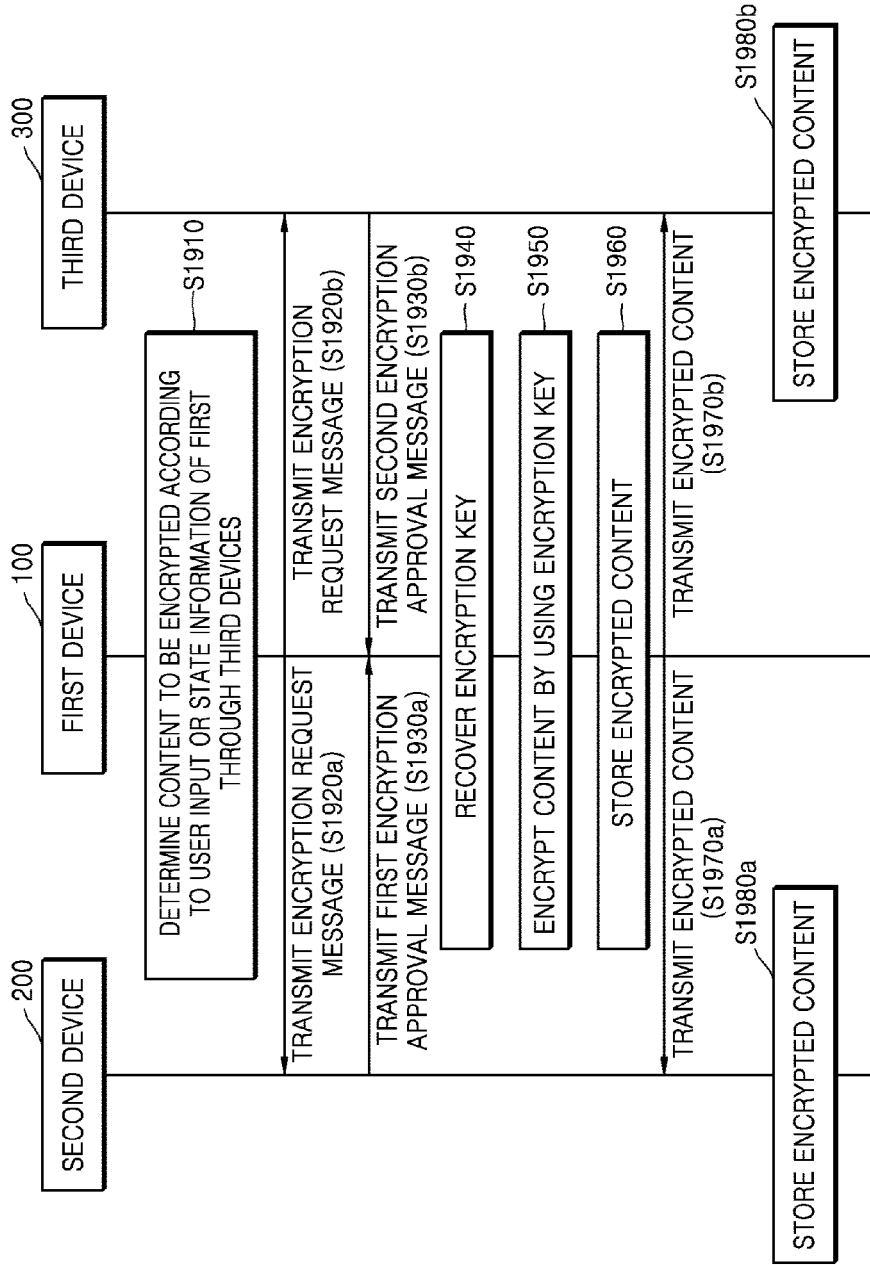 200
SECOND DEVICE
100
FIRST DEVICE
300
THIRD DEVICE
DETERMINE CONTENT TO BE ENCRYPTED ACCORDING
TO USER INPUT OR STATE INFORMATION OF FIRST
THROUGH THIRD DEVICES
S1910
TRANSMIT ENCRYPTION REQUEST
MESSAGE (S1920a)
TRANSMIT ENCRYPTION
REQUEST MESSAGE (S1920b)
TRANSMIT FIRST ENCRYPTION
APPROVAL MESSAGE (S1930a)
TRANSMIT SECOND ENCRYPTION
APPROVAL MESSAGE (S1930b)
RECOVER ENCRYPTION KEY
S1940
ENCRYPT CONTENT BY USING ENCRYPTION KEY
S1950
STORE ENCRYPTED CONTENT
S1960
TRANSMIT ENCRYPTED CONTENT
(S1970a)
TRANSMIT ENCRYPTED CONTENT
(S1970b)
S1980a
STORE ENCRYPTED CONTENT
S1980b
STORE ENCRYPTED CONTENT